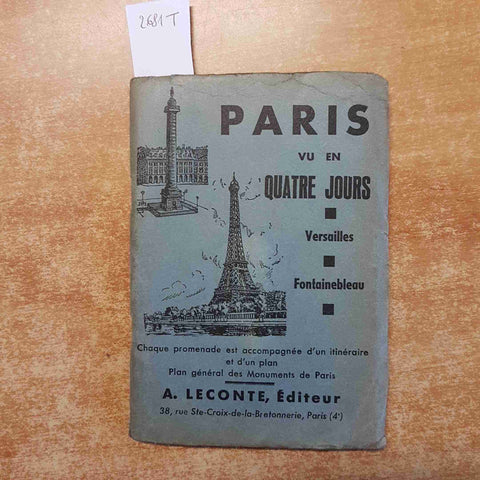 2681 T
PARIS
VU EN
QUATRE JOURS
Versailles
Fontainebleau
Chaque promenade est accompagnée d'un itinéraire
et d'un plan
Plan général des Monuments de Paris
A. LECONTE, Éditeur
38, rue Ste-Croix-de-la-Bretonnerie, Paris (4e)